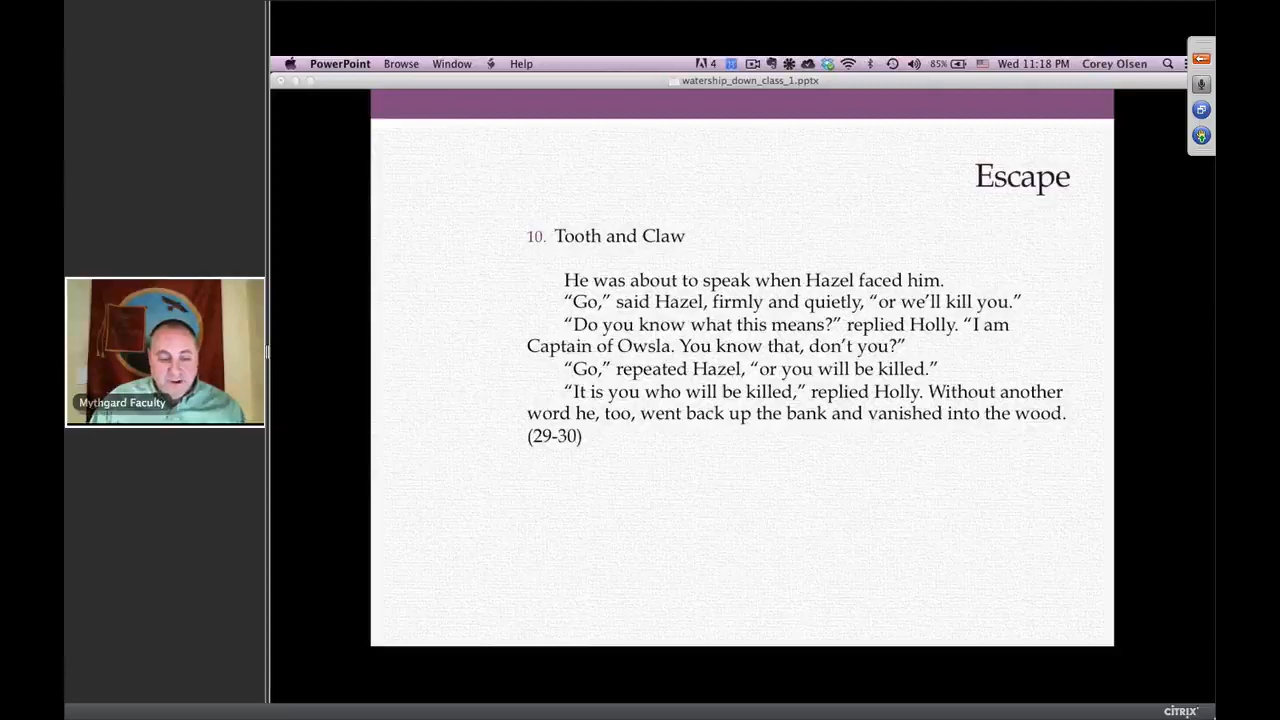 PowerPoint Browse Window Help 4 85% Wed 11:18 PM Corey Olsen
watership_down_class_1.pptx
Escape
10. Tooth and Claw
He was about to speak when Hazel faced him.
“Go,” said Hazel, firmly and quietly, “or we’ll kill you.”
“Do you know what this means?” replied Holly. “I am
Captain of Owsla. You know that, don’t you?”
“Go,” repeated Hazel, “or you will be killed.”
“It is you who will be killed,” replied Holly. Without another
word he, too, went back up the bank and vanished into the wood.
(29-30)
Mythgard Faculty
CITRIX